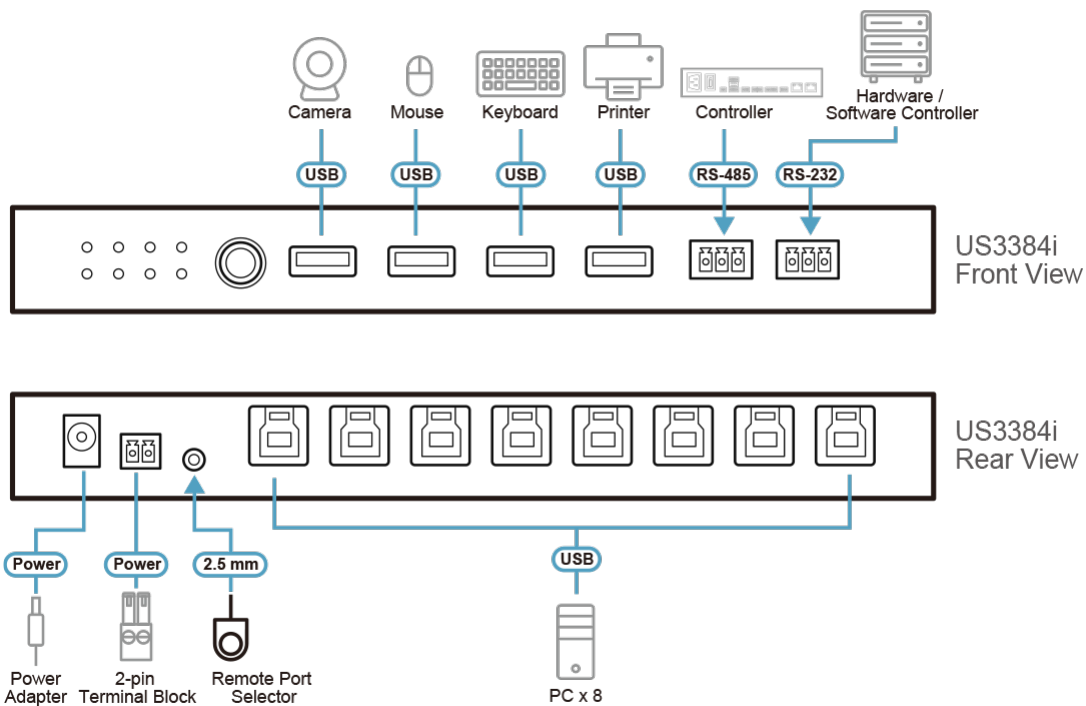 Camera
Mouse
Keyboard
Printer
Controller
Hardware /
Software Controller
USB
USB
USB
USB
RS-485
RS-232
US3384i
Front View
US3384i
Rear View
Power
Power
2.5 mm
USB
Power
Adapter
2-pin
Terminal Block
Remote Port
Selector
PC x 8